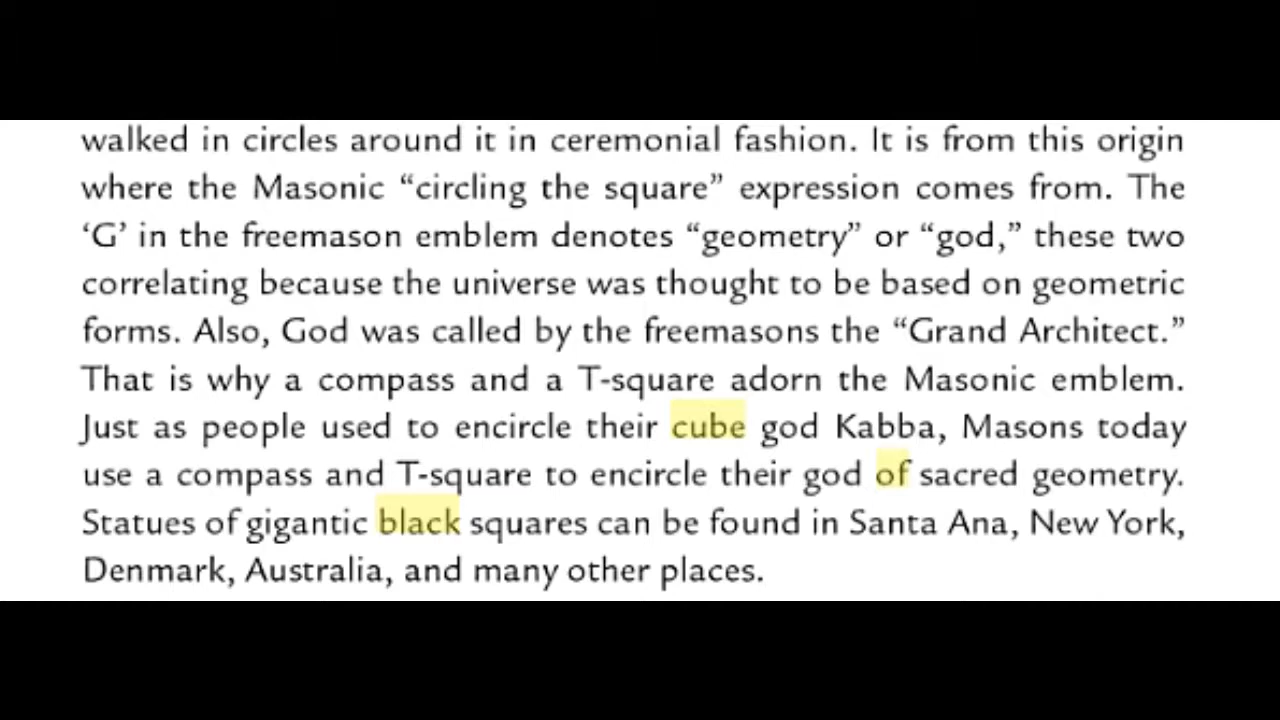 walked in circles around it in ceremonial fashion. It is from this origin
where the Masonic “circling the square” expression comes from. The
‘G’ in the freemason emblem denotes “geometry” or “god,” these two
correlating because the universe was thought to be based on geometric
forms. Also, God was called by the freemasons the “Grand Architect.”
That is why a compass and a T-square adorn the Masonic emblem.
Just as people used to encircle their cube god Kabba, Masons today
use a compass and T-square to encircle their god of sacred geometry.
Statues of gigantic black squares can be found in Santa Ana, New York,
Denmark, Australia, and many other places.